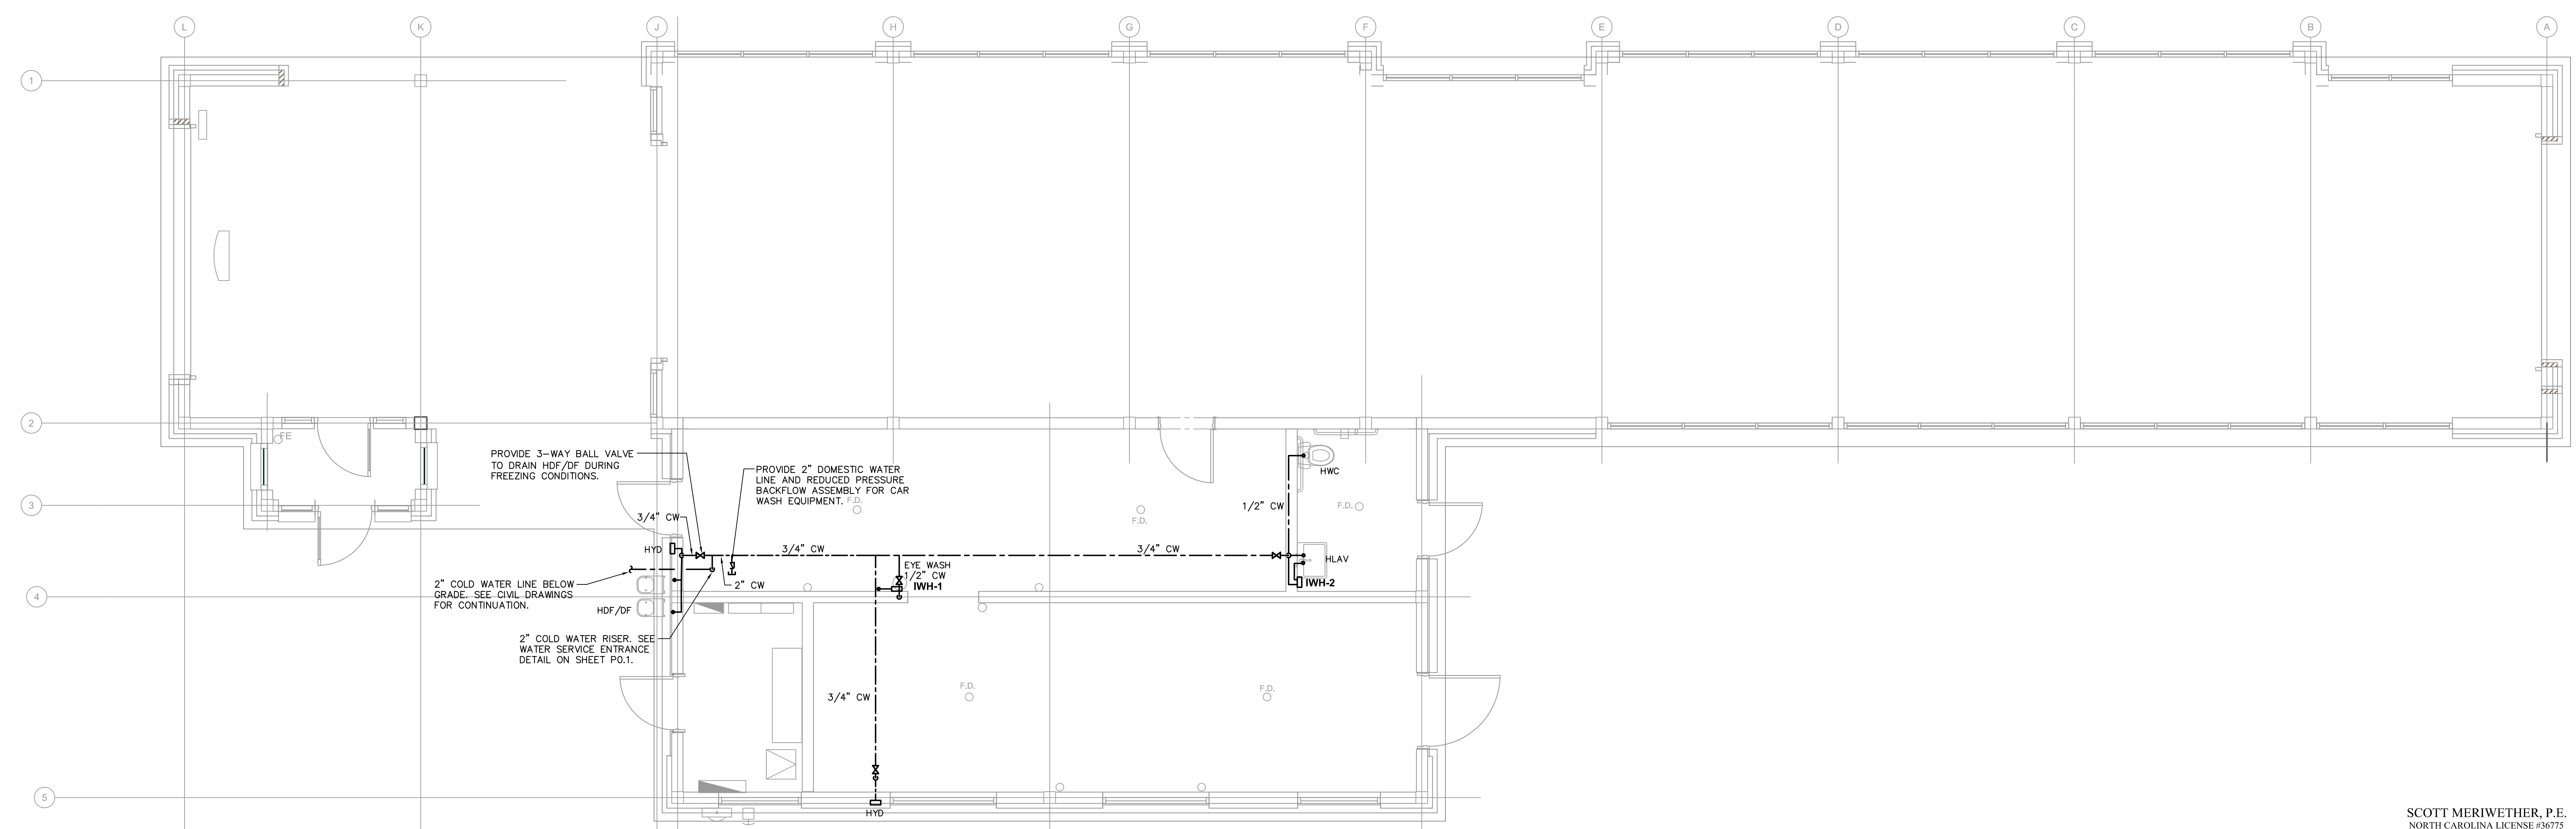 L
K
J
H
G
F
E
D
C
B
A
1
2
FE
PROVIDE 3-WAY BALL VALVE
TO DRAIN HDF/DF DURING
FREEZING CONDITIONS.
PROVIDE 2" DOMESTIC WATER
LINE AND REDUCED PRESSURE
BACKFLOW ASSEMBLY FOR CAR
WASH EQUIPMENT.
F.D.
HWC
3
1/2" CW
F.D.
3/4" CW
F.D.
HYD
3/4" CW
3/4" CW
HLAV
EYE WASH
1/2" CW
IWH-1
IWH-2
2" COLD WATER LINE BELOW
GRADE. SEE CIVIL DRAWINGS
FOR CONTINUATION.
2" CW
4
HDF/DF
2" COLD WATER RISER. SEE
WATER SERVICE ENTRANCE
DETAIL ON SHEET P0.1.
3/4" CW
F.D.
F.D.
5
HYD
SCOTT MERIWETHER, P.E.
NORTH CAROLINA LICENSE #36775